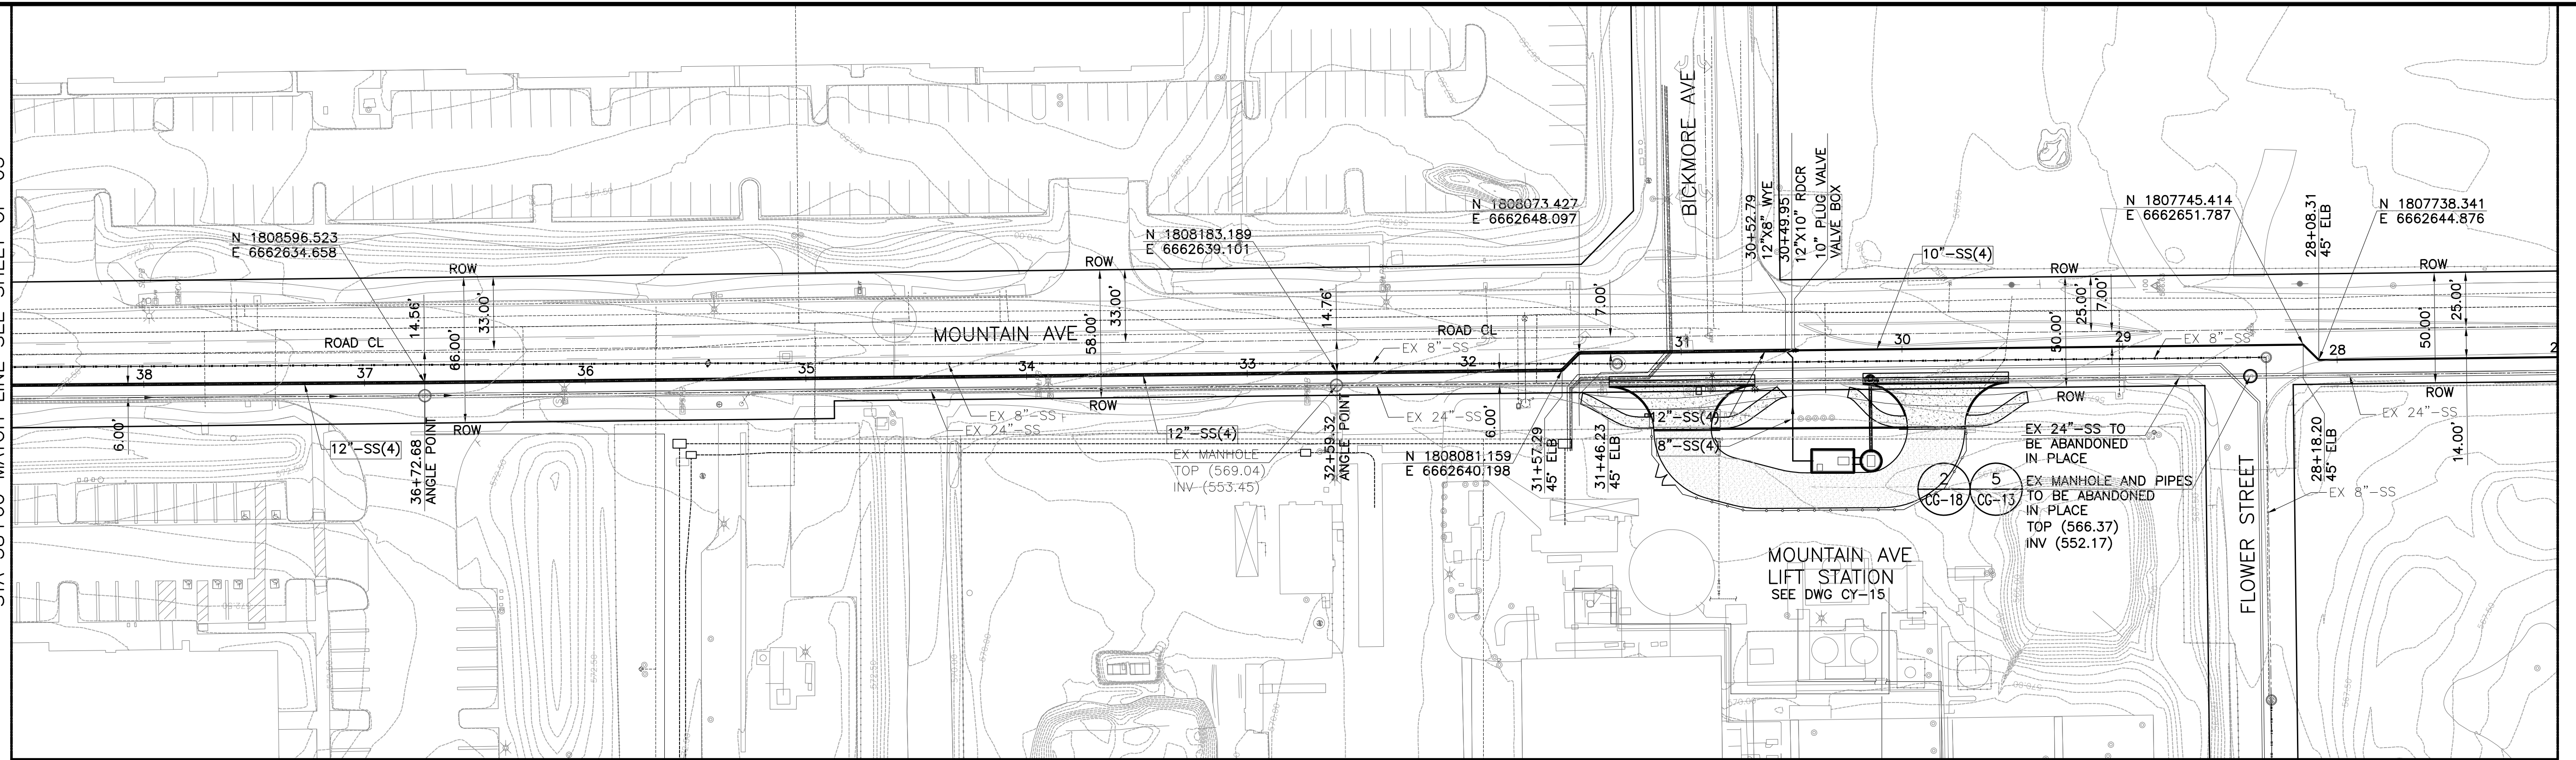 N 1808596.523
E 6662634.658
14.56'
ROW
66.00'
33.00'
ROAD CL
38
37
36
35
34
33
32
31
30
29
28
2
6.00'
12"-SS(4)
36+72.68
ANGLE POINT
ROW
MOUNTAIN AVE
EX 8"-SS
EX 24"-SS
ROW
58.00'
33.00'
ROW
N 1808183.189
E 6662639.101
14.76'
12"-SS(4)
EX MANHOLE
TOP (569.04)
INV (553.45)
32+59.32
ANGLE POINT
ROAD CL
EX 8"-SS
EX 24"-SS
6.00'
N 1808073.427
E 6662648.097
7.00'
N 1808081.159
E 6662640.198
31+57.29
45° ELB
31+46.23
45° ELB
BICKMORE AVE
30+52.79
12"X8" WYE
30+49.95
12"X10" RDCR
10" PLUG VALVE
VALVE BOX
10"-SS(4)
12"-SS(4)
8"-SS(4)
ROW
50.00'
25.00'
7.00'
ROW
EX 8"-SS
N 1807745.414
E 6662651.787
28+08.31
45° ELB
N 1807738.341
E 6662644.876
ROW
50.00'
25.00'
14.00'
ROW
EX 24"-SS
28+18.20
45° ELB
EX 8"-SS
EX 24"-SS TO
BE ABANDONED
IN PLACE
2
CG-18
5
CG-13
EX MANHOLE AND PIPES
TO BE ABANDONED
IN PLACE
TOP (566.37)
INV (552.17)
MOUNTAIN AVE
LIFT STATION
SEE DWG CY-15
FLOWER STREET